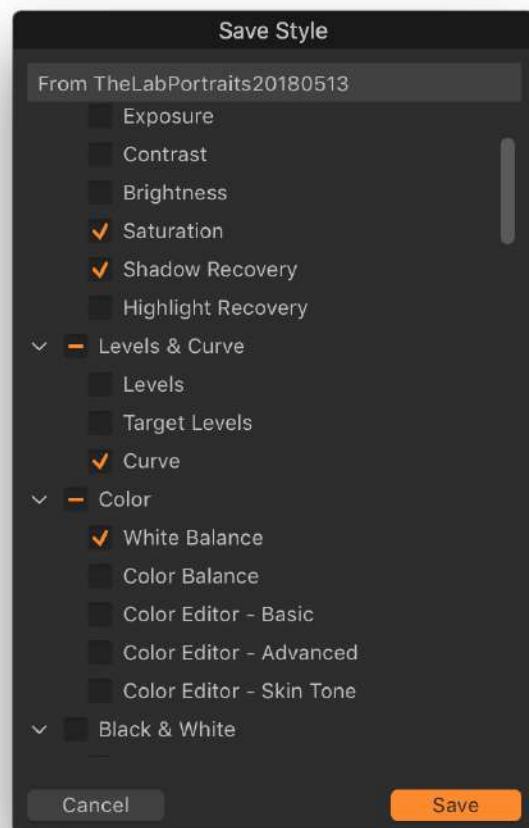 Save Style
From TheLabPortraits20180513
Exposure
Contrast
Brightness
Saturation
Shadow Recovery
Highlight Recovery
Levels & Curve
Levels
Target Levels
Curve
Color
White Balance
Color Balance
Color Editor - Basic
Color Editor - Advanced
Color Editor - Skin Tone
Black & White
Cancel
Save